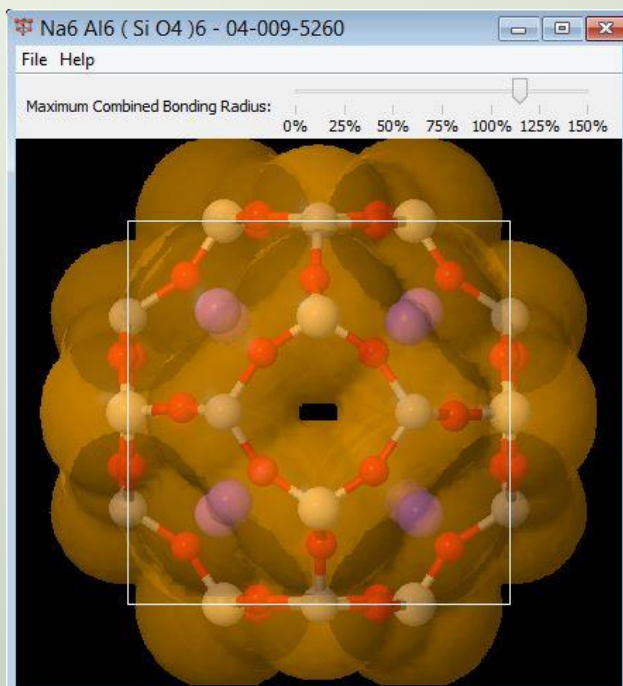 Na6 Al6 ( Si O4 )6 - 04-009-5260
File Help
Maximum Combined Bonding Radius:
0% 25% 50% 75% 100% 125% 150%